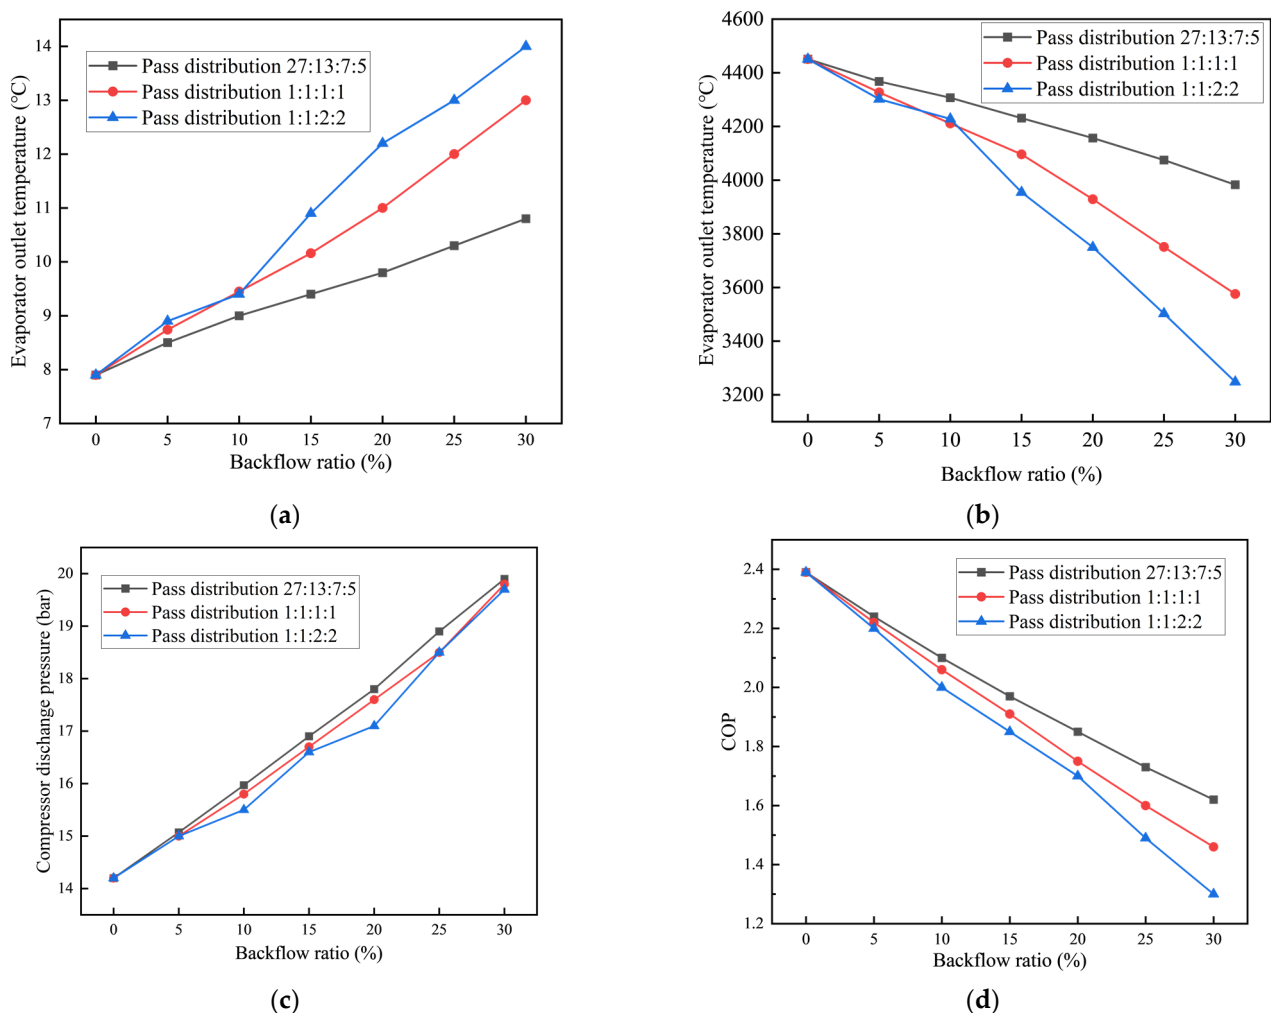 14
13
12
11
10
9
8
7
Evaporator outlet temperature (°C)
Pass distribution 27:13:7:5
Pass distribution 1:1:1:1
Pass distribution 1:1:2:2
0 5 10 15 20 25 30
Backflow ratio (%)
(a)
4600
4400
4200
4000
3800
3600
3400
3200
Evaporator outlet temperature (°C)
Pass distribution 27:13:7:5
Pass distribution 1:1:1:1
Pass distribution 1:1:2:2
0 5 10 15 20 25 30
Backflow ratio (%)
(b)
20
19
18
17
16
15
14
Compressor dischange pressure (bar)
Pass distribution 27:13:7:5
Pass distribution 1:1:1:1
Pass distribution 1:1:2:2
0 5 10 15 20 25 30
Backflow ratio (%)
(c)
2.4
2.2
2.0
1.8
1.6
1.4
1.2
COP
Pass distribution 27:13:7:5
Pass distribution 1:1:1:1
Pass distribution 1:1:2:2
0 5 10 15 20 25 30
Backflow ratio (%)
(d)